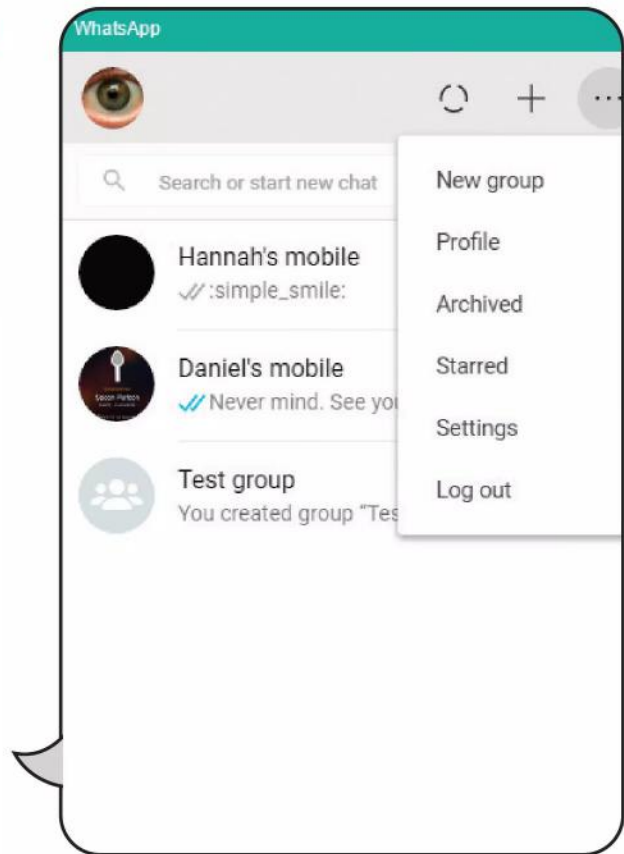 WhatsApp
Search or start new chat
New group
Profile
Archived
Starred
Settings
Log out
Hannah's mobile
:simple_smile:
Daniel's mobile
Never mind. See you
Test group
You created group "Tes